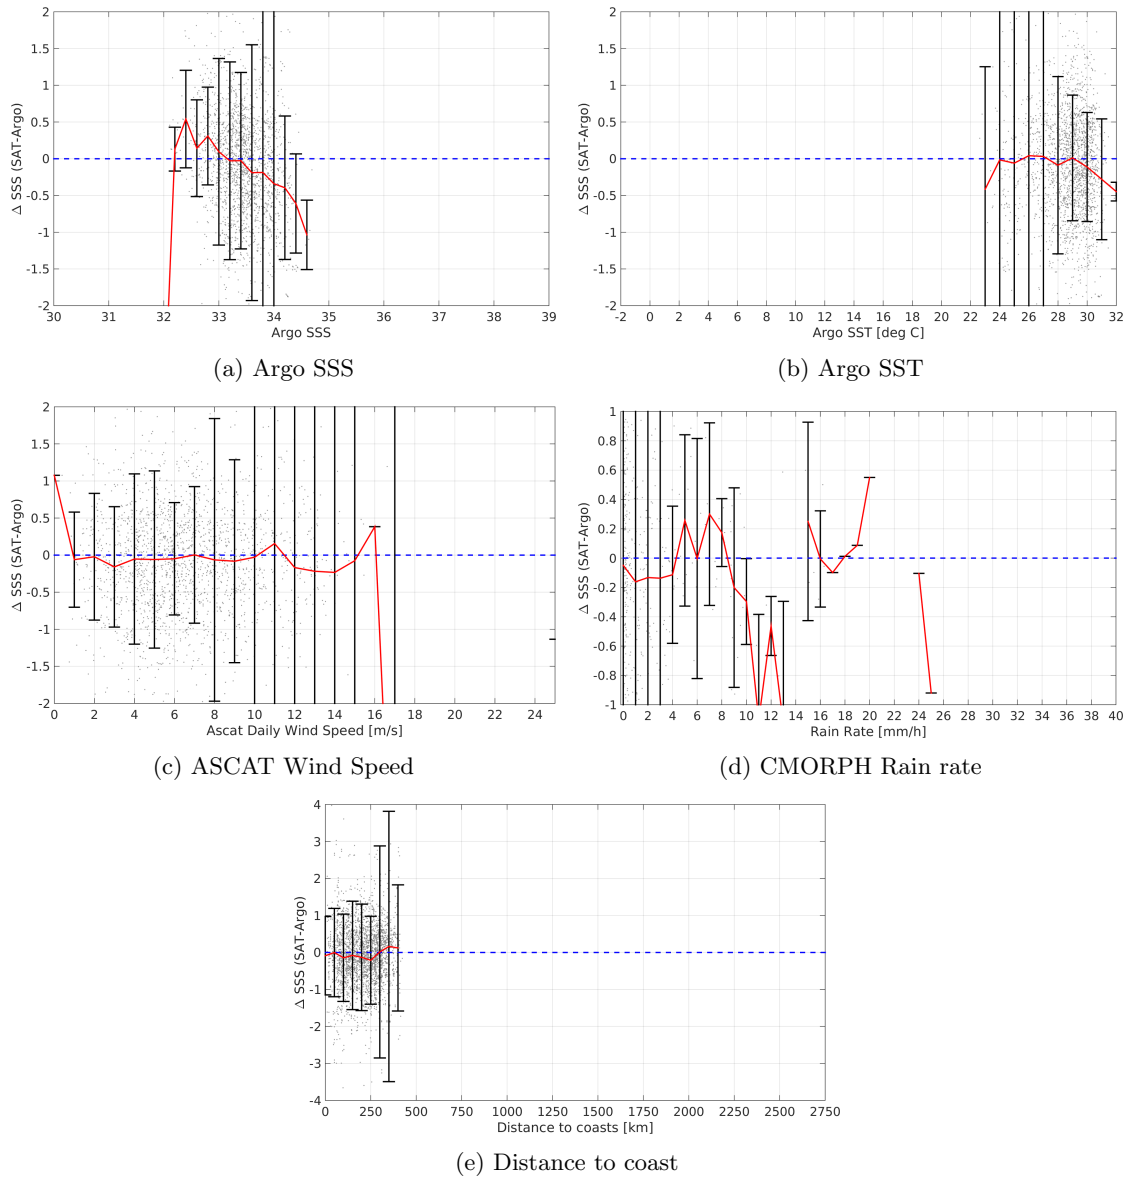 2
1.5
1
0.5
0
-0.5
-1
-1.5
-2
Δ SSS (SAT-Argo)
30 31 32 33 34 35 36 37 38 39
Argo SSS
(a) Argo SSS
2
1.5
1
0.5
0
-0.5
-1
-1.5
-2
Δ SSS (SAT-Argo)
-2 0 2 4 6 8 10 12 14 16 18 20 22 24 26 28 30 32
Argo SST [deg C]
(b) Argo SST
2
1.5
1
0.5
0
-0.5
-1
-1.5
-2
Δ SSS (SAT-Argo)
0 2 4 6 8 10 12 14 16 18 20 22 24
Ascat Daily Wind Speed [m/s]
(c) ASCAT Wind Speed
1
0.8
0.6
0.4
0.2
0
-0.2
-0.4
-0.6
-0.8
-1
Δ SSS (SAT-Argo)
0 2 4 6 8 10 12 14 16 18 20 22 24 26 28 30 32 34 36 38 40
Rain Rate [mm/h]
(d) CMORPH Rain rate
4
3
2
1
0
-1
-2
-3
-4
Δ SSS (SAT-Argo)
0 250 500 750 1000 1250 1500 1750 2000 2250 2500 2750
Distance to coasts [km]
(e) Distance to coast